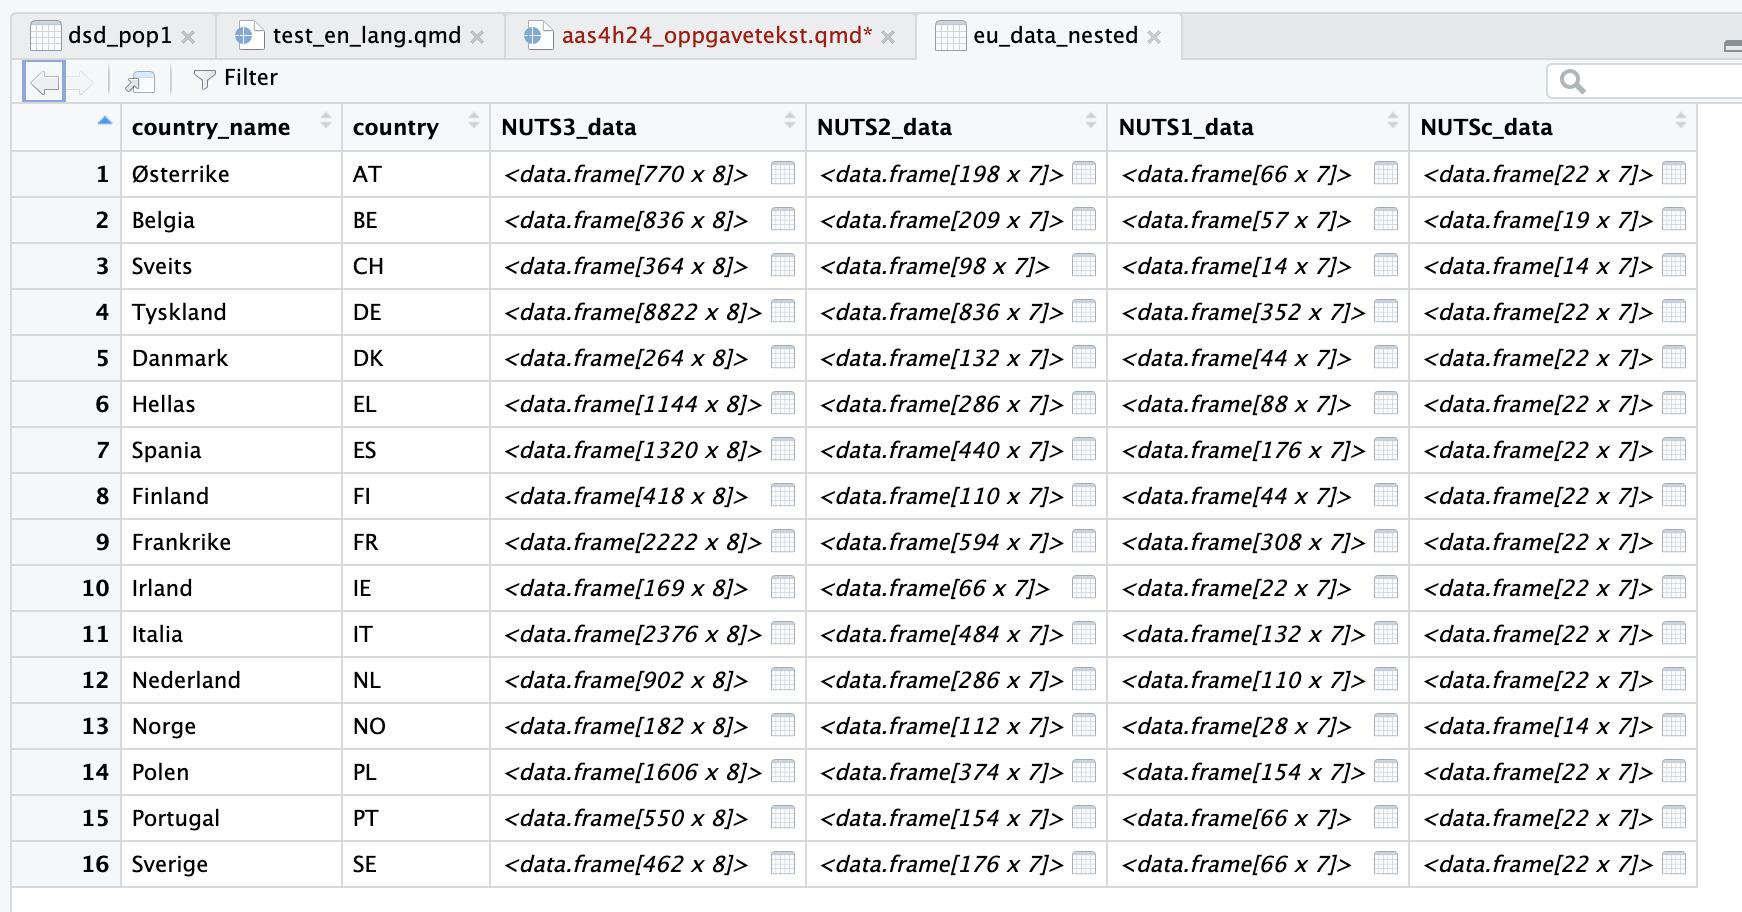 dsd_pop1 test_en_lang.qmd aas4h24_oppgavetekst.qmd* eu_data_nested
Filter
country_name country NUTS3_data NUTS2_data NUTS1_data NUTSc_data
1 Østerrike AT <data.frame[770 x 8]> <data.frame[198 x 7]> <data.frame[66 x 7]> <data.frame[22 x 7]>
2 Belgia BE <data.frame[836 x 8]> <data.frame[209 x 7]> <data.frame[57 x 7]> <data.frame[19 x 7]>
3 Sveits CH <data.frame[364 x 8]> <data.frame[98 x 7]> <data.frame[14 x 7]> <data.frame[14 x 7]>
4 Tyskland DE <data.frame[8822 x 8]> <data.frame[836 x 7]> <data.frame[352 x 7]> <data.frame[22 x 7]>
5 Danmark DK <data.frame[264 x 8]> <data.frame[132 x 7]> <data.frame[44 x 7]> <data.frame[22 x 7]>
6 Hellas EL <data.frame[1144 x 8]> <data.frame[286 x 7]> <data.frame[88 x 7]> <data.frame[22 x 7]>
7 Spania ES <data.frame[1320 x 8]> <data.frame[440 x 7]> <data.frame[176 x 7]> <data.frame[22 x 7]>
8 Finland FI <data.frame[418 x 8]> <data.frame[110 x 7]> <data.frame[44 x 7]> <data.frame[22 x 7]>
9 Frankrike FR <data.frame[2222 x 8]> <data.frame[594 x 7]> <data.frame[308 x 7]> <data.frame[22 x 7]>
10 Irland IE <data.frame[169 x 8]> <data.frame[66 x 7]> <data.frame[22 x 7]> <data.frame[22 x 7]>
11 Italia IT <data.frame[2376 x 8]> <data.frame[484 x 7]> <data.frame[132 x 7]> <data.frame[22 x 7]>
12 Nederland NL <data.frame[902 x 8]> <data.frame[286 x 7]> <data.frame[110 x 7]> <data.frame[22 x 7]>
13 Norge NO <data.frame[182 x 8]> <data.frame[112 x 7]> <data.frame[28 x 7]> <data.frame[14 x 7]>
14 Polen PL <data.frame[1606 x 8]> <data.frame[374 x 7]> <data.frame[154 x 7]> <data.frame[22 x 7]>
15 Portugal PT <data.frame[550 x 8]> <data.frame[154 x 7]> <data.frame[66 x 7]> <data.frame[22 x 7]>
16 Sverige SE <data.frame[462 x 8]> <data.frame[176 x 7]> <data.frame[66 x 7]> <data.frame[22 x 7]>